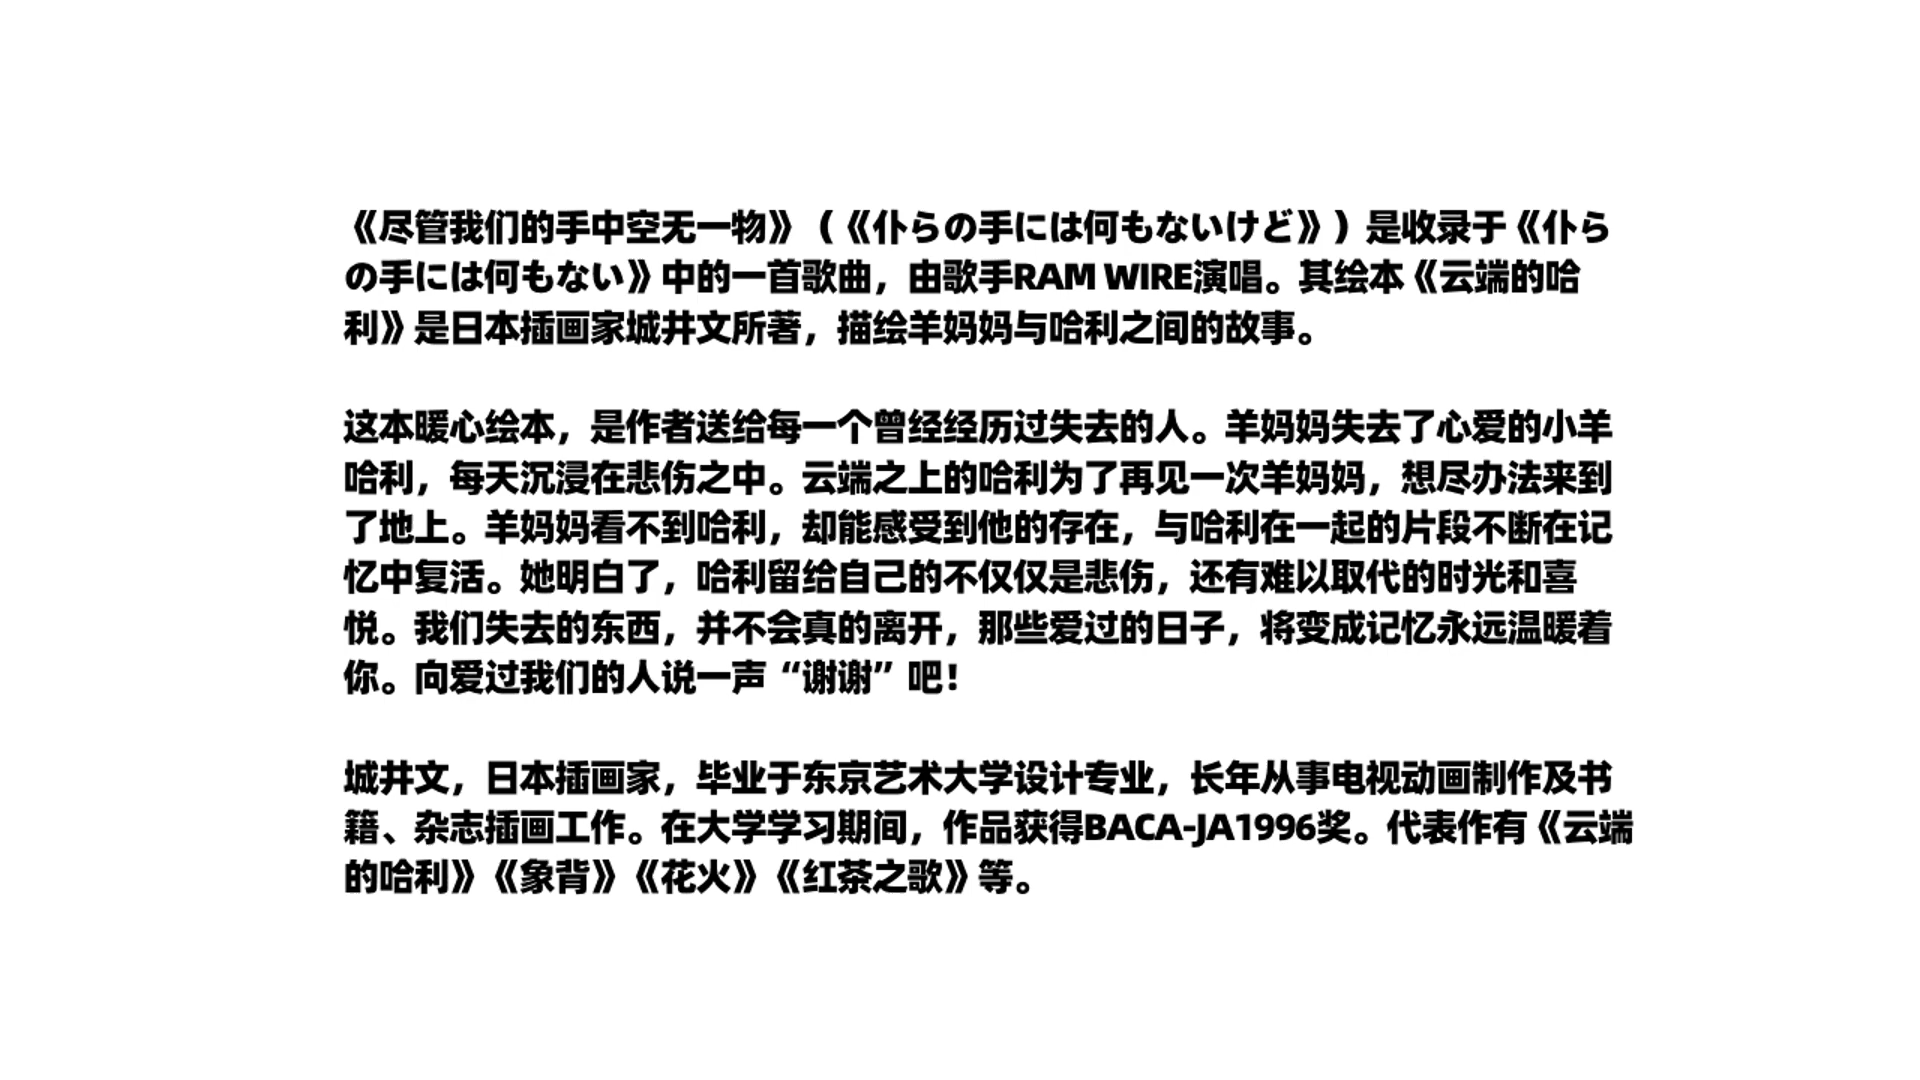 《尽管我们的手中空无一物》（《仆らの手には何もないけど》）是收录于《仆ら
の手には何もない》中的一首歌曲，由歌手RAM WIRE演唱。其绘本《云端的哈
利》是日本插画家城井文所著，描绘羊妈妈与哈利之间的故事。
这本暖心绘本，是作者送给每一个曾经经历过失去的人。羊妈妈失去了心爱的小羊
哈利，每天沉浸在悲伤之中。云端之上的哈利为了再见一次羊妈妈，想尽办法来到
了地上。羊妈妈看不到哈利，却能感受到他的存在，与哈利在一起的片段不断在记
忆中复活。她明白了，哈利留给自己的不仅仅是悲伤，还有难以取代的时光和喜
悦。我们失去的东西，并不会真的离开，那些爱过的日子，将变成记忆永远温暖着
你。向爱过我们的人说一声“谢谢”吧！
城井文，日本插画家，毕业于东京艺术大学设计专业，长年从事电视动画制作及书
籍、杂志插画工作。在大学学习期间，作品获得BACA-JA1996奖。代表作有《云端
的哈利》《象背》《花火》《红茶之歌》等。